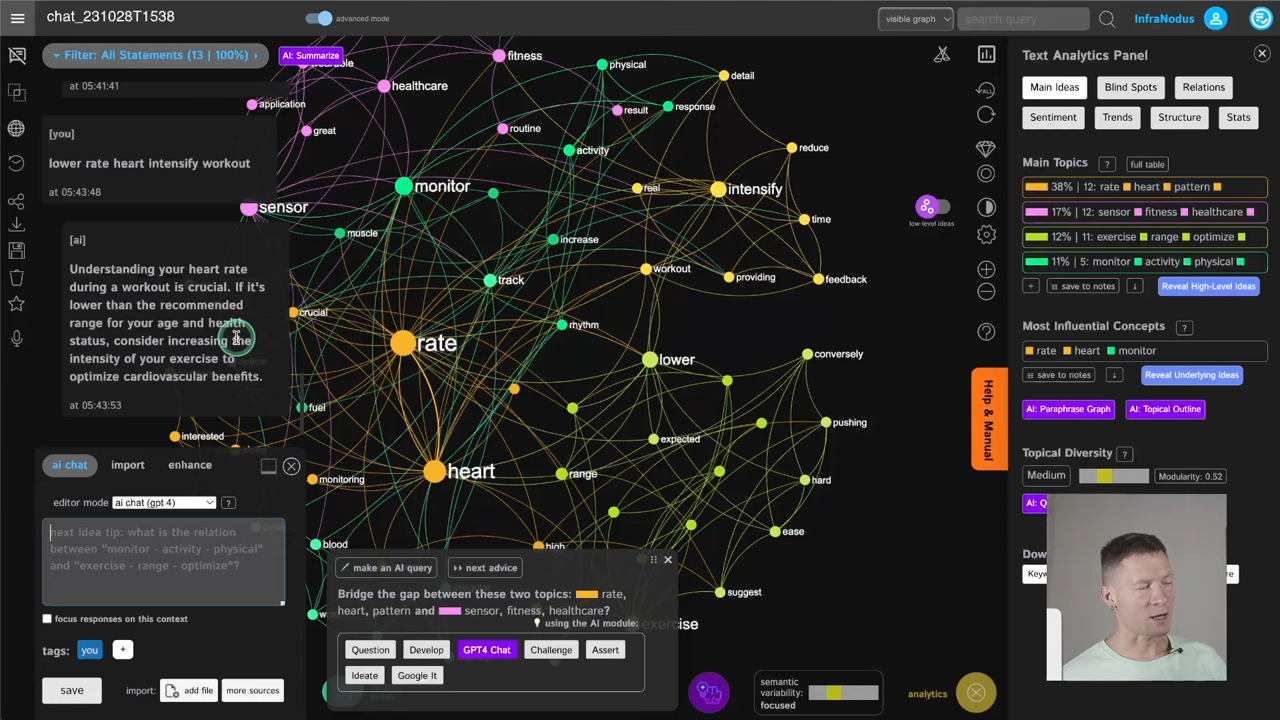 chat_231028T1538
advanced mode
visible graph
search query
InfraNodus
Filter: All Statements (13 | 100%)
AI: Summarize
at 05:41:41
[you]
lower rate heart intensify workout
at 05:43:48
[ai]
Understanding your heart rate
during a workout is crucial. If it's
lower than the recommended
range for your age and health
status, consider increasing the
intensity of your exercise to
optimize cardiovascular benefits.
at 05:43:53
ai chat
import
enhance
editor mode
ai chat (gpt 4)
?
next idea tip: what is the relation
between "monitor - activity - physical"
and "exercise - range - optimize"?
focus responses on this context
tags:
you
+
save
import:
add file
more sources
fitness
healthcare
application
great
routine
physical
detail
result
response
activity
reduce
monitor
real
intensify
sensor
time
muscle
increase
track
workout
providing
feedback
crucial
rhythm
rate
lower
conversely
optical
fuel
pushing
interested
expected
heart
range
monitoring
hard
blood
high
ease
suggest
exercise
make an AI query
next advice
Bridge the gap between these two topics: rate,
heart, pattern and sensor, fitness, healthcare?
using the AI module:
Question
Develop
GPT4 Chat
Challenge
Assert
Ideate
Google It
semantic
variability:
focused
analytics
ALL
low-level ideas
Help & Manual
Text Analytics Panel
Main Ideas
Blind Spots
Relations
Sentiment
Trends
Structure
Stats
Main Topics
?
full table
38% | 12: rate heart pattern
17% | 12: sensor fitness healthcare
12% | 11: exercise range optimize
11% | 5: monitor activity physical
+
save to notes
↓
Reveal High-Level Ideas
Most Influential Concepts
?
rate heart monitor
save to notes
↓
Reveal Underlying Ideas
AI: Paraphrase Graph
AI: Topical Outline
Topical Diversity
?
Medium
Modularity: 0.52